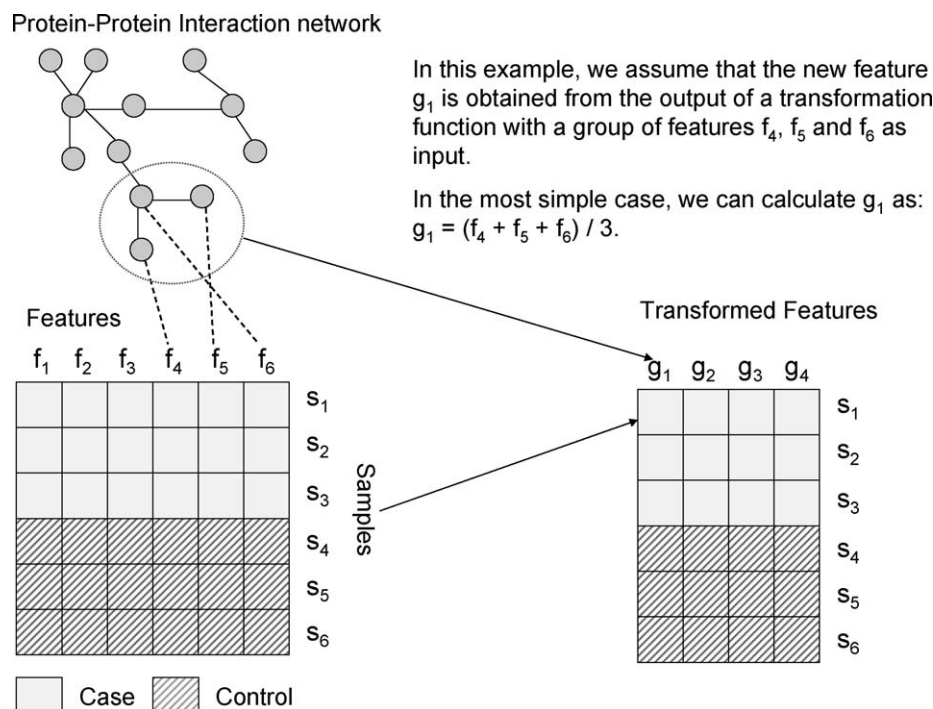 Protein-Protein Interaction network
In this example, we assume that the new feature
g₁ is obtained from the output of a transformation
function with a group of features f₄, f₅ and f₆ as
input.
In the most simple case, we can calculate g₁ as:
g₁ = (f₄ + f₅ + f₆) / 3.
Features
f₁ f₂ f₃ f₄ f₅ f₆
s₁
s₂
s₃
s₄
s₅
s₆
Samples
Case Control
Transformed Features
g₁ g₂ g₃ g₄
s₁
s₂
s₃
s₄
s₅
s₆